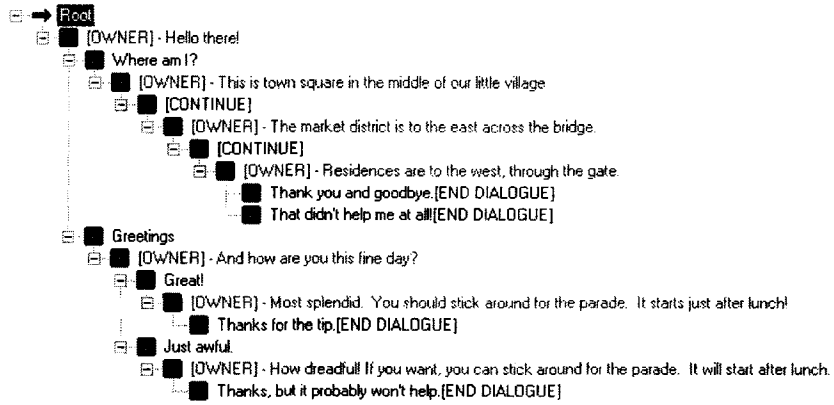 Root
[OWNER] - Hello there!
Where am I?
[OWNER] - This is town square in the middle of our little village
[CONTINUE]
[OWNER] - The market district is to the east across the bridge.
[CONTINUE]
[OWNER] - Residences are to the west, through the gate.
Thank you and goodbye.[END DIALOGUE]
That didn't help me at all![END DIALOGUE]
Greetings
[OWNER] - And how are you this fine day?
Great!
[OWNER] - Most splendid.  You should stick around for the parade.  It starts just after lunch!
Thanks for the tip.[END DIALOGUE]
Just awful.
[OWNER] - How dreadful! If you want, you can stick around for the parade.  It will start after lunch.
Thanks, but it probably won't help.[END DIALOGUE]